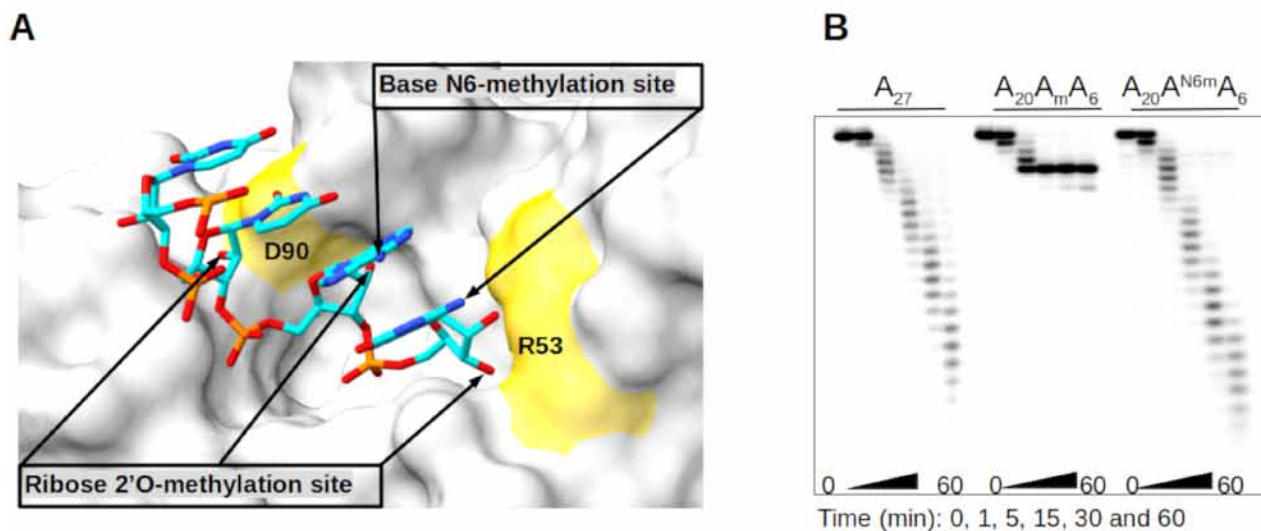 A
Base N6-methylation site
D90
R53
Ribose 2'O-methylation site
B
A₂₇ A₂₀AₘA₆ A₂₀Aᴺ⁶ᵐA₆
0 60 0 60 0 60
Time (min): 0, 1, 5, 15, 30 and 60